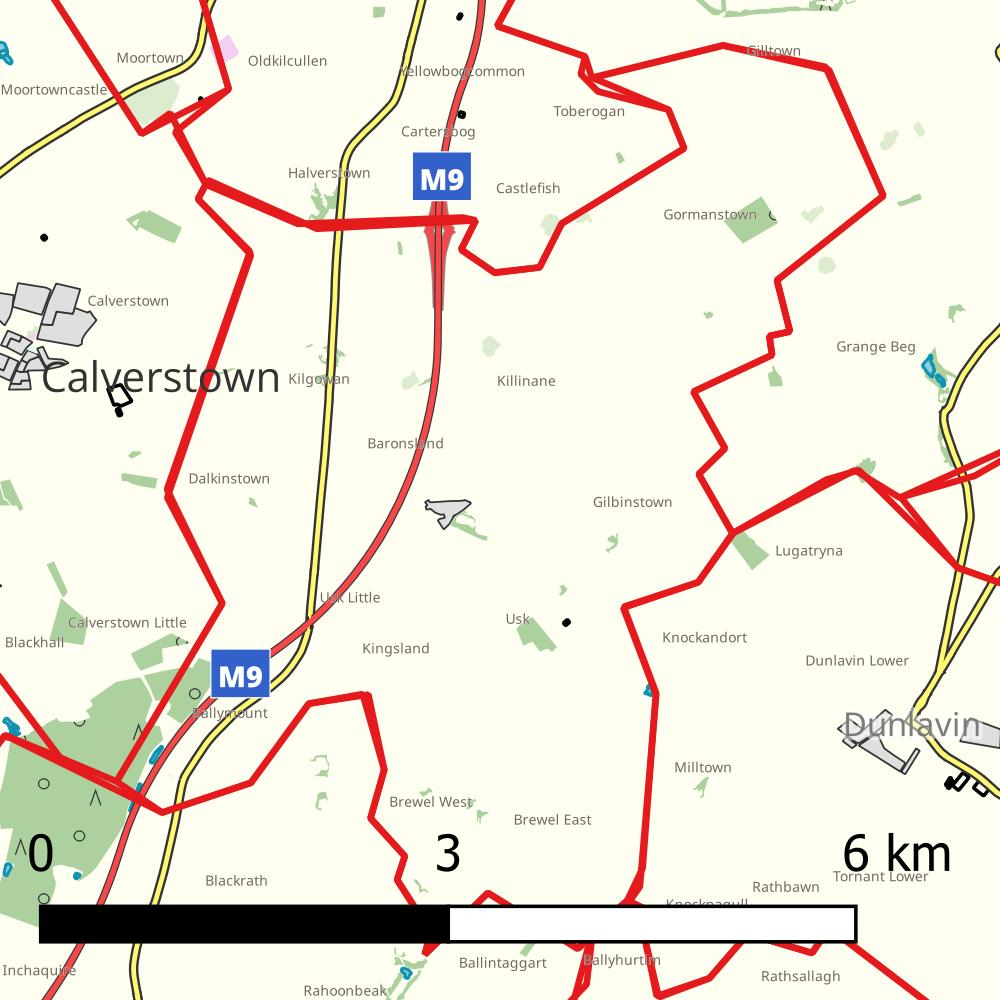 Gilltown
Moortown
Oldkilcullen
Yellowbogcommon
Moortowncastle
Toberogan
Cartersbog
Halverstown
M9
Castlefish
Gormanstown
Calverstown
Grange Beg
Calverstown
Kilgowan
Killinane
Baronsland
Dalkinstown
Gilbinstown
Lugatryna
Usk Little
Usk
Calverstown Little
Blackhall
Knockandort
Kingsland
Dunlavin Lower
M9
Ballymount
Dunlavin
Milltown
Brewel West
Brewel East
0 3 6 km
Blackrath
Tornant Lower
Rathbawn
Knocknagull
Inchaquire
Ballintaggart
Ballyhurtim
Rathsallagh
Rahoonbeak